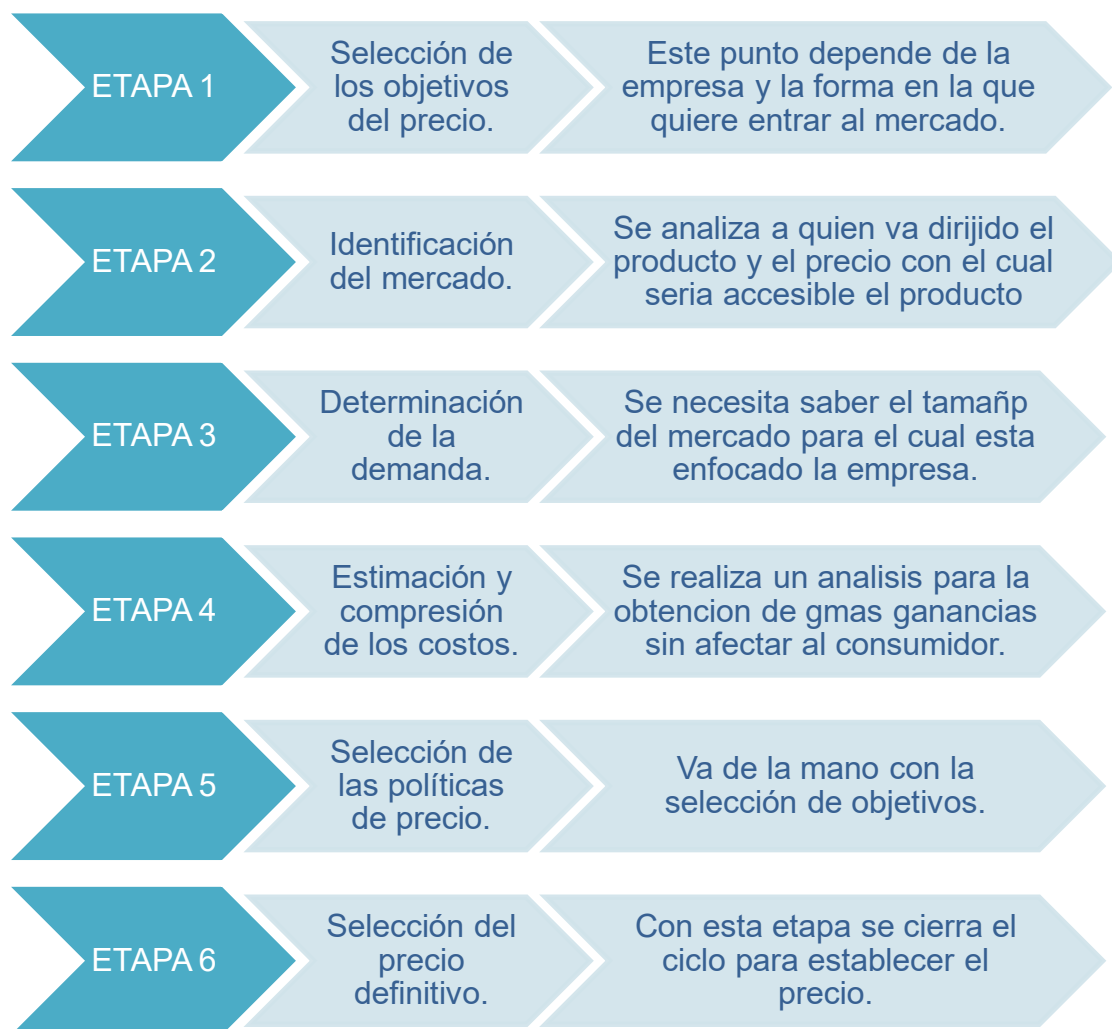 ETAPA 1
Selección de
los objetivos
del precio.
Este punto depende de la
empresa y la forma en la que
quiere entrar al mercado.
ETAPA 2
Identificación
del mercado.
Se analiza a quien va dirijido el
producto y el precio con el cual
seria accesible el producto
ETAPA 3
Determinación
de la
demanda.
Se necesita saber el tamañp
del mercado para el cual esta
enfocado la empresa.
ETAPA 4
Estimación y
compresión
de los costos.
Se realiza un analisis para la
obtencion de gmas ganancias
sin afectar al consumidor.
ETAPA 5
Selección de
las políticas
de precio.
Va de la mano con la
selección de objetivos.
ETAPA 6
Selección del
precio
definitivo.
Con esta etapa se cierra el
ciclo para establecer el
precio.